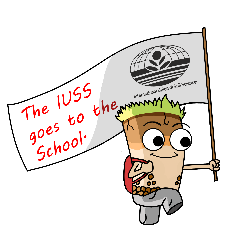 The IUSS
goes to the
School.